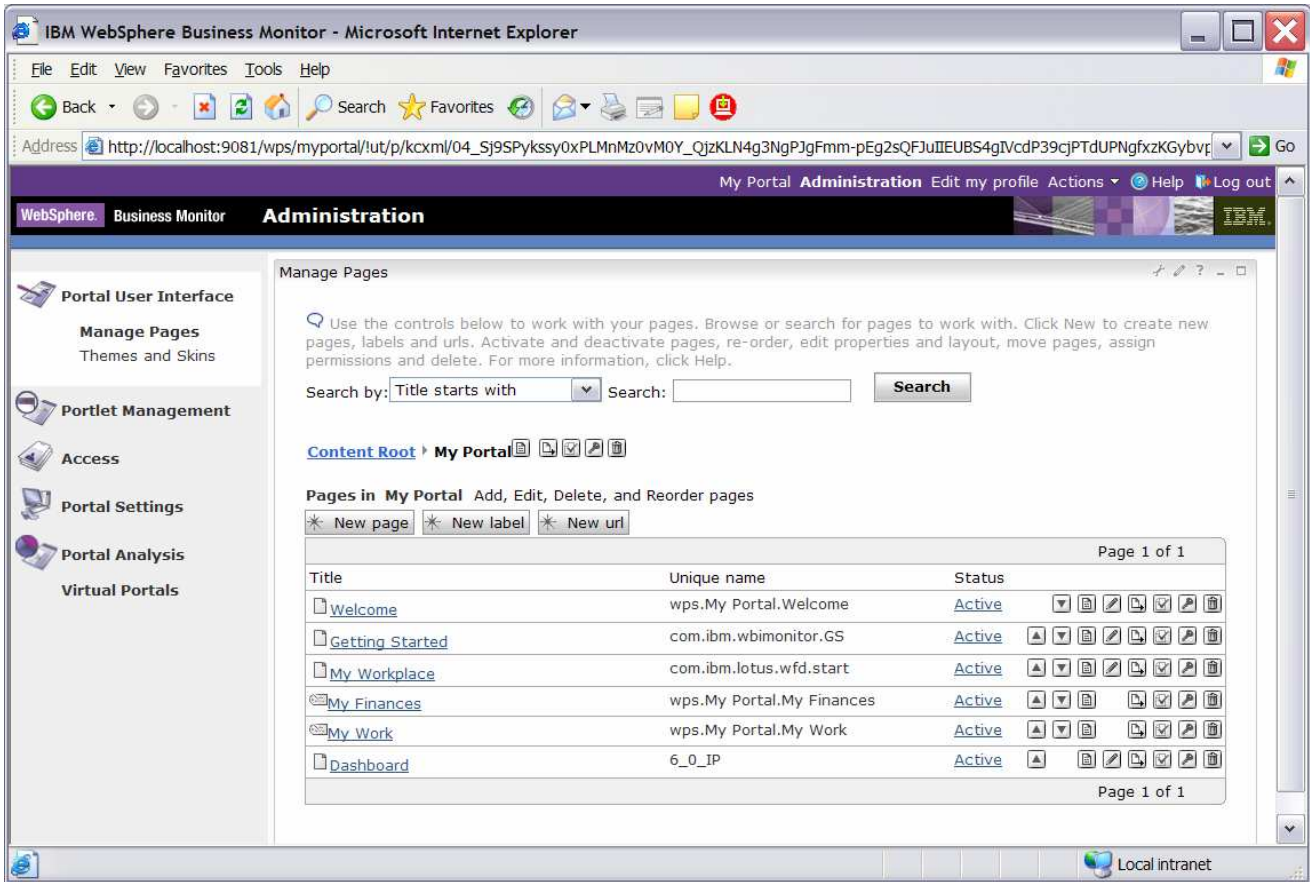 IBM WebSphere Business Monitor - Microsoft Internet Explorer
File Edit View Favorites Tools Help
Back Search Favorites
Address http://localhost:9081/wps/myportal/!ut/p/kcxml/04_Sj9SPykssy0xPLMnMz0vM0Y_QjzKLN4g3NgPJgFmm-pEg2sQFJuIIEUBS4gIVcdP39cjPTdUPNgfxzKGybvp Go
My Portal Administration Edit my profile Actions Help Log out
WebSphere. Business Monitor Administration IBM.
Manage Pages
Portal User Interface
Manage Pages
Themes and Skins
Portlet Management
Access
Portal Settings
Portal Analysis
Virtual Portals
Use the controls below to work with your pages. Browse or search for pages to work with. Click New to create new
pages, labels and urls. Activate and deactivate pages, re-order, edit properties and layout, move pages, assign
permissions and delete. For more information, click Help.
Search by: Title starts with Search: Search
Content Root My Portal
Pages in My Portal Add, Edit, Delete, and Reorder pages
New page New label New url
Page 1 of 1
Title Unique name Status
Welcome wps.My Portal.Welcome Active
Getting Started com.ibm.wbimonitor.GS Active
My Workplace com.ibm.lotus.wfd.start Active
My Finances wps.My Portal.My Finances Active
My Work wps.My Portal.My Work Active
Dashboard 6_0_IP Active
Page 1 of 1
Local intranet